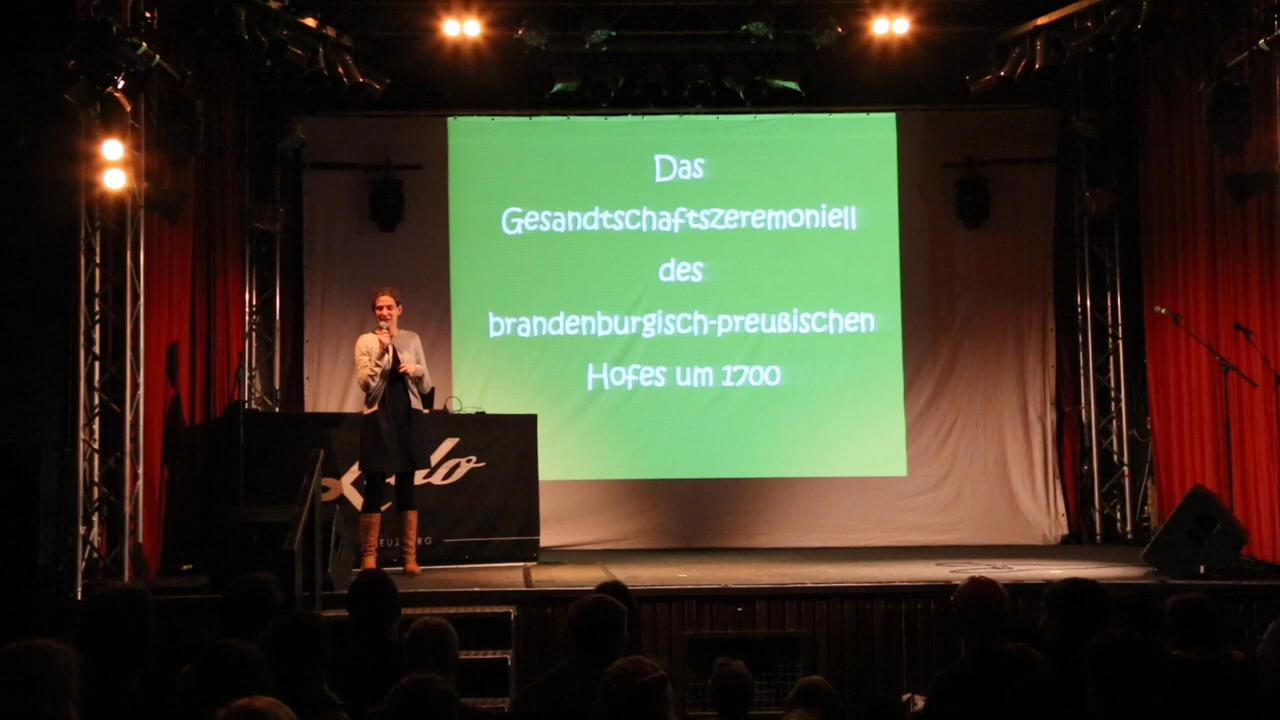 Das
Gesandtschaftszeremoniell
des
brandenburgisch-preußischen
Hofes um 1700